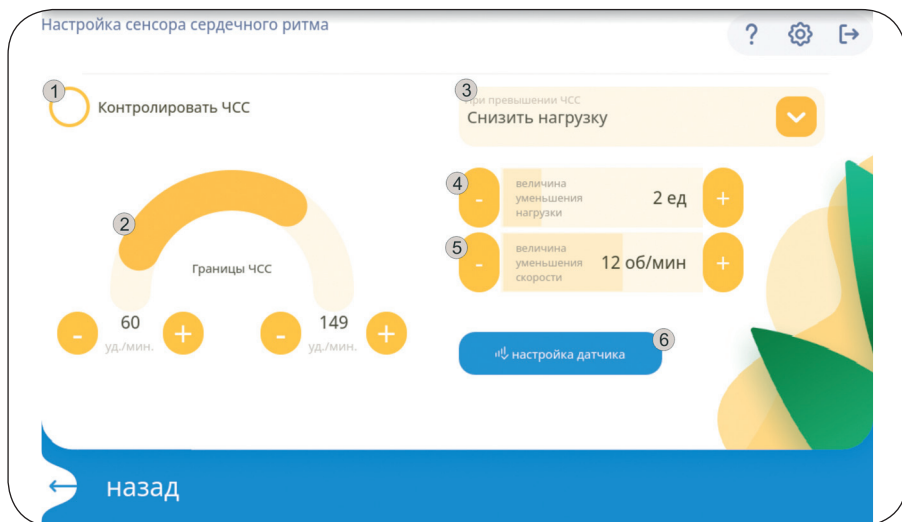 Настройка сенсора сердечного ритма
?
1
Контролировать ЧСС
2
Границы ЧСС
-
60
уд./мин.
+
-
149
уд./мин.
+
3
При превышении ЧСС
Снизить нагрузку
4
-
величина
уменьшения
нагрузки
2 ед
+
5
-
величина
уменьшения
скорости
12 об/мин
+
6
настройка датчика
назад